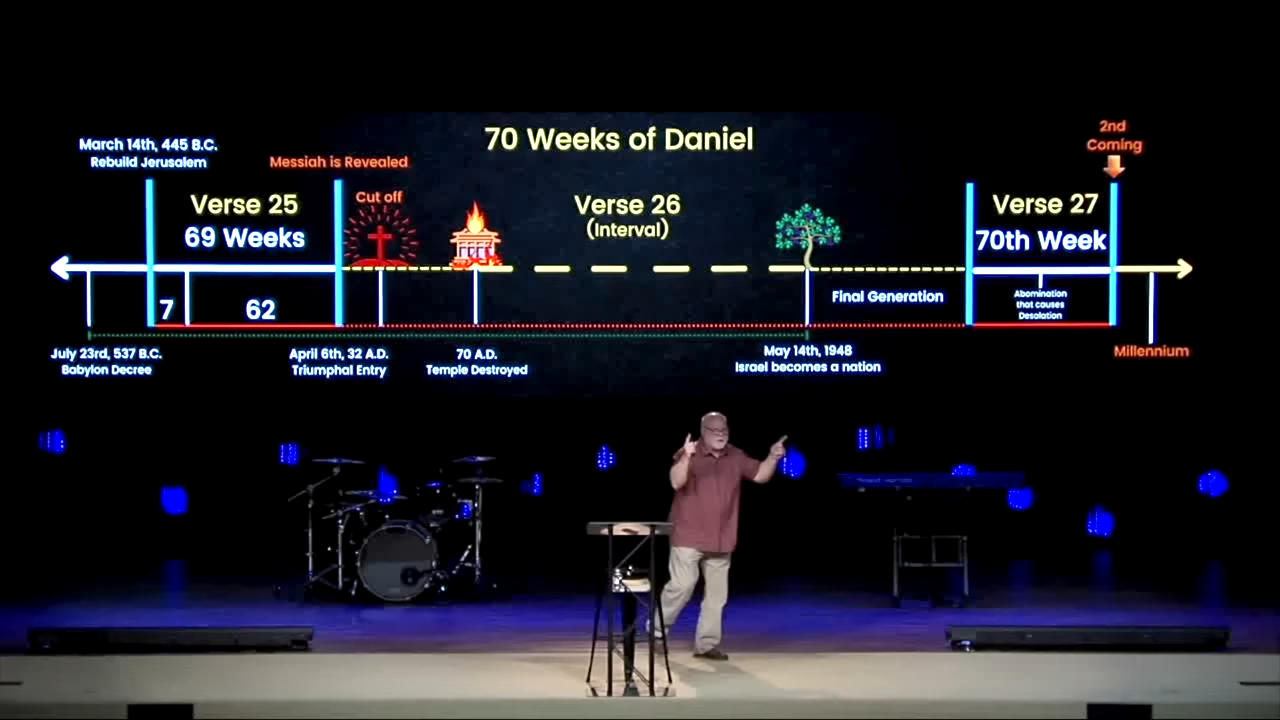 70 Weeks of Daniel
March 14th, 445 B.C.
Rebuild Jerusalem
Messiah is Revealed
2nd
Coming
Verse 25
69 Weeks
Cut off
Verse 26
(Interval)
Verse 27
70th Week
7
62
Final Generation
Abomination
that causes
Desolation
July 23rd, 537 B.C.
Babylon Decree
April 6th, 32 A.D.
Triumphal Entry
70 A.D.
Temple Destroyed
May 14th, 1948
Israel becomes a nation
Millennium